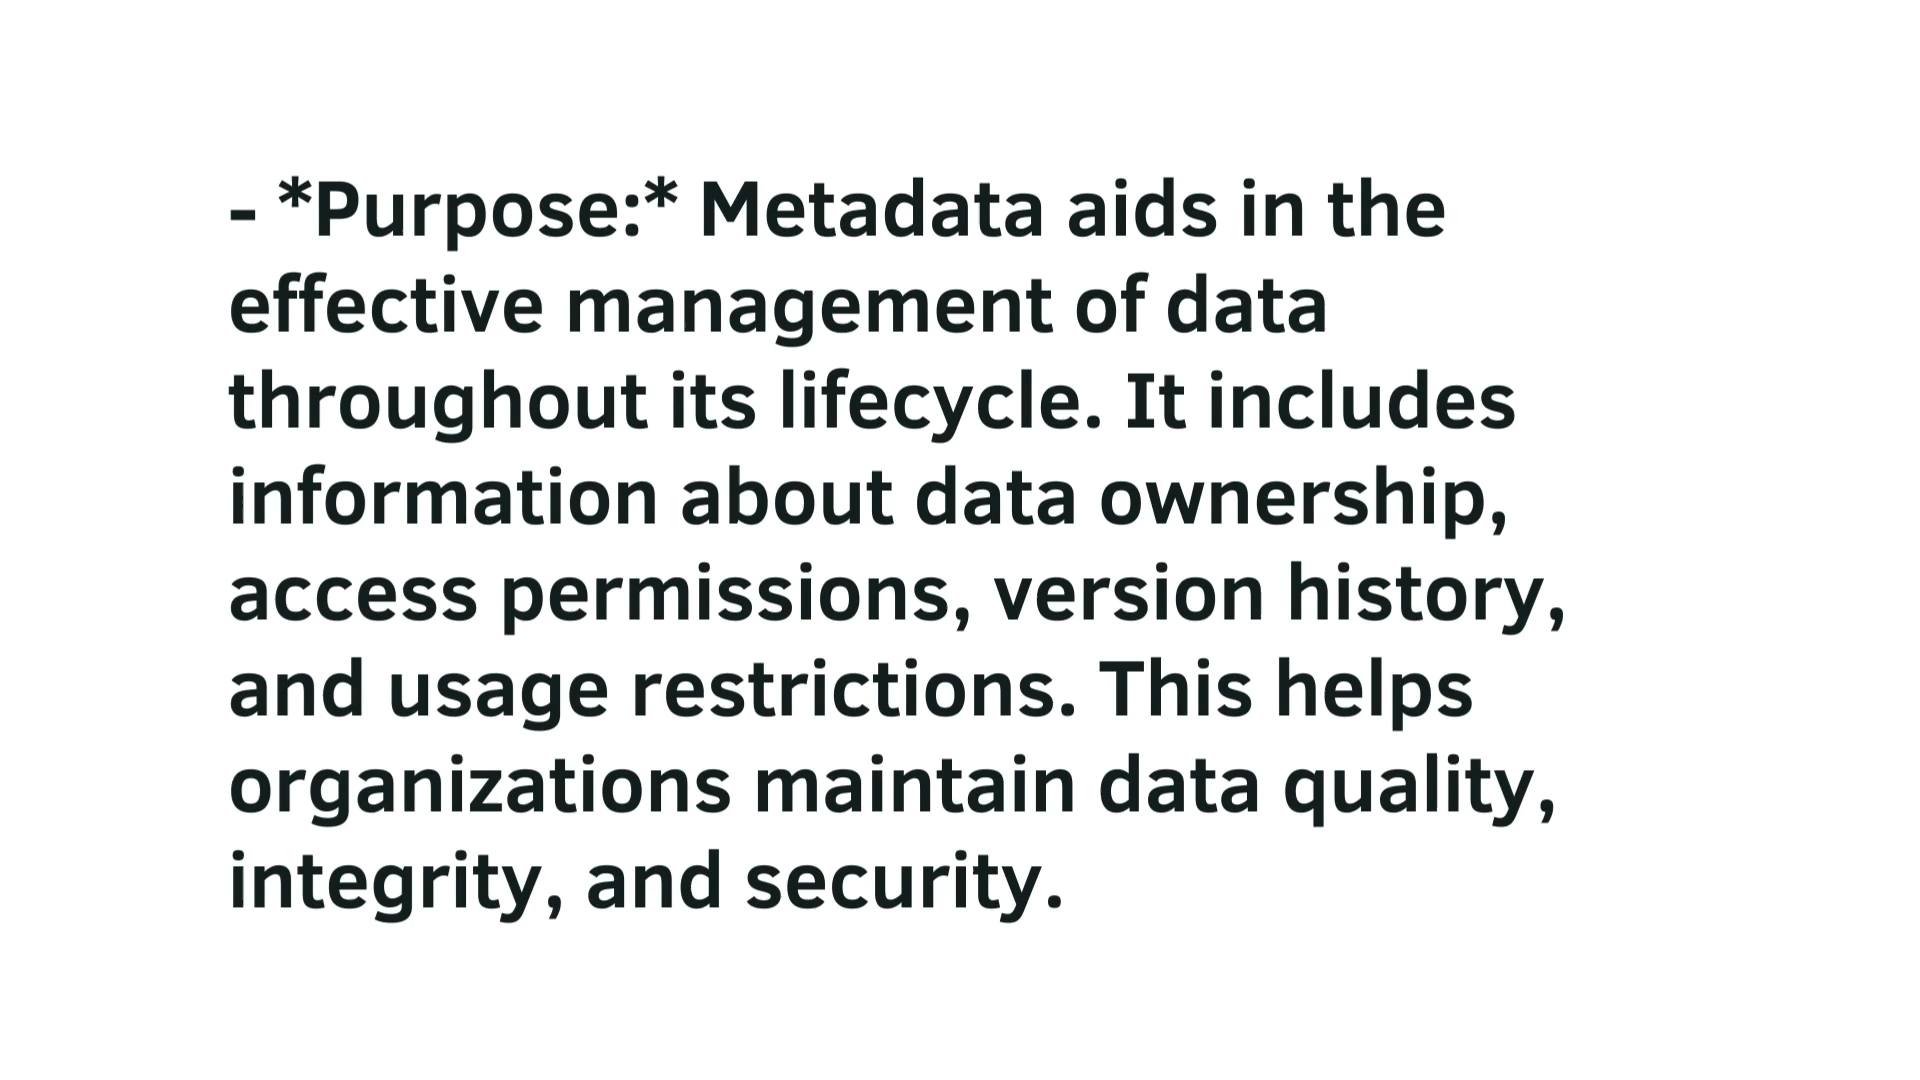 - *Purpose:* Metadata aids in the
effective management of data
throughout its lifecycle. It includes
information about data ownership,
access permissions, version history,
and usage restrictions. This helps
organizations maintain data quality,
integrity, and security.